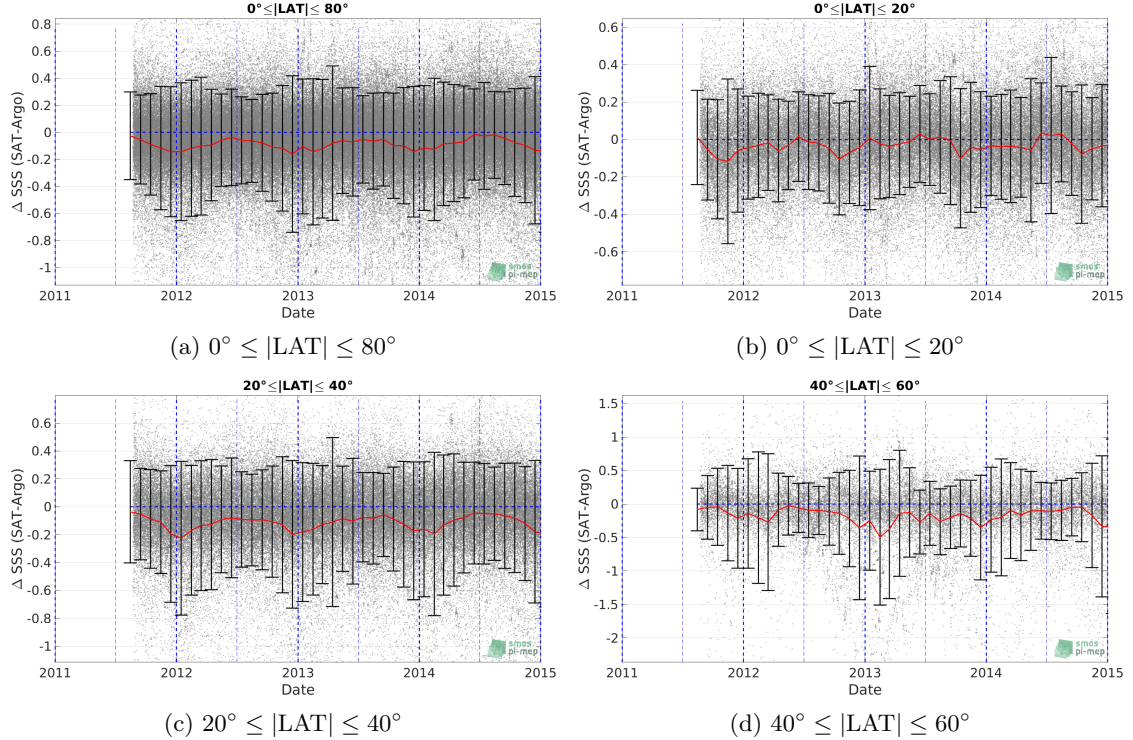 0°≤|LAT|≤ 80°
0.8
0.6
0.4
0.2
0
-0.2
-0.4
-0.6
-0.8
-1
Δ SSS (SAT-Argo)
2011
2012
2013
2014
2015
Date
smos
pi-mep
(a) 0° ≤ |LAT| ≤ 80°
0°≤|LAT|≤ 20°
0.6
0.4
0.2
0
-0.2
-0.4
-0.6
Δ SSS (SAT-Argo)
2011
2012
2013
2014
2015
Date
smos
pi-mep
(b) 0° ≤ |LAT| ≤ 20°
20°≤|LAT|≤ 40°
0.6
0.4
0.2
0
-0.2
-0.4
-0.6
-0.8
-1
Δ SSS (SAT-Argo)
2011
2012
2013
2014
2015
Date
smos
pi-mep
(c) 20° ≤ |LAT| ≤ 40°
40°≤|LAT|≤ 60°
1.5
1
0.5
0
-0.5
-1
-1.5
-2
Δ SSS (SAT-Argo)
2011
2012
2013
2014
2015
Date
smos
pi-mep
(d) 40° ≤ |LAT| ≤ 60°